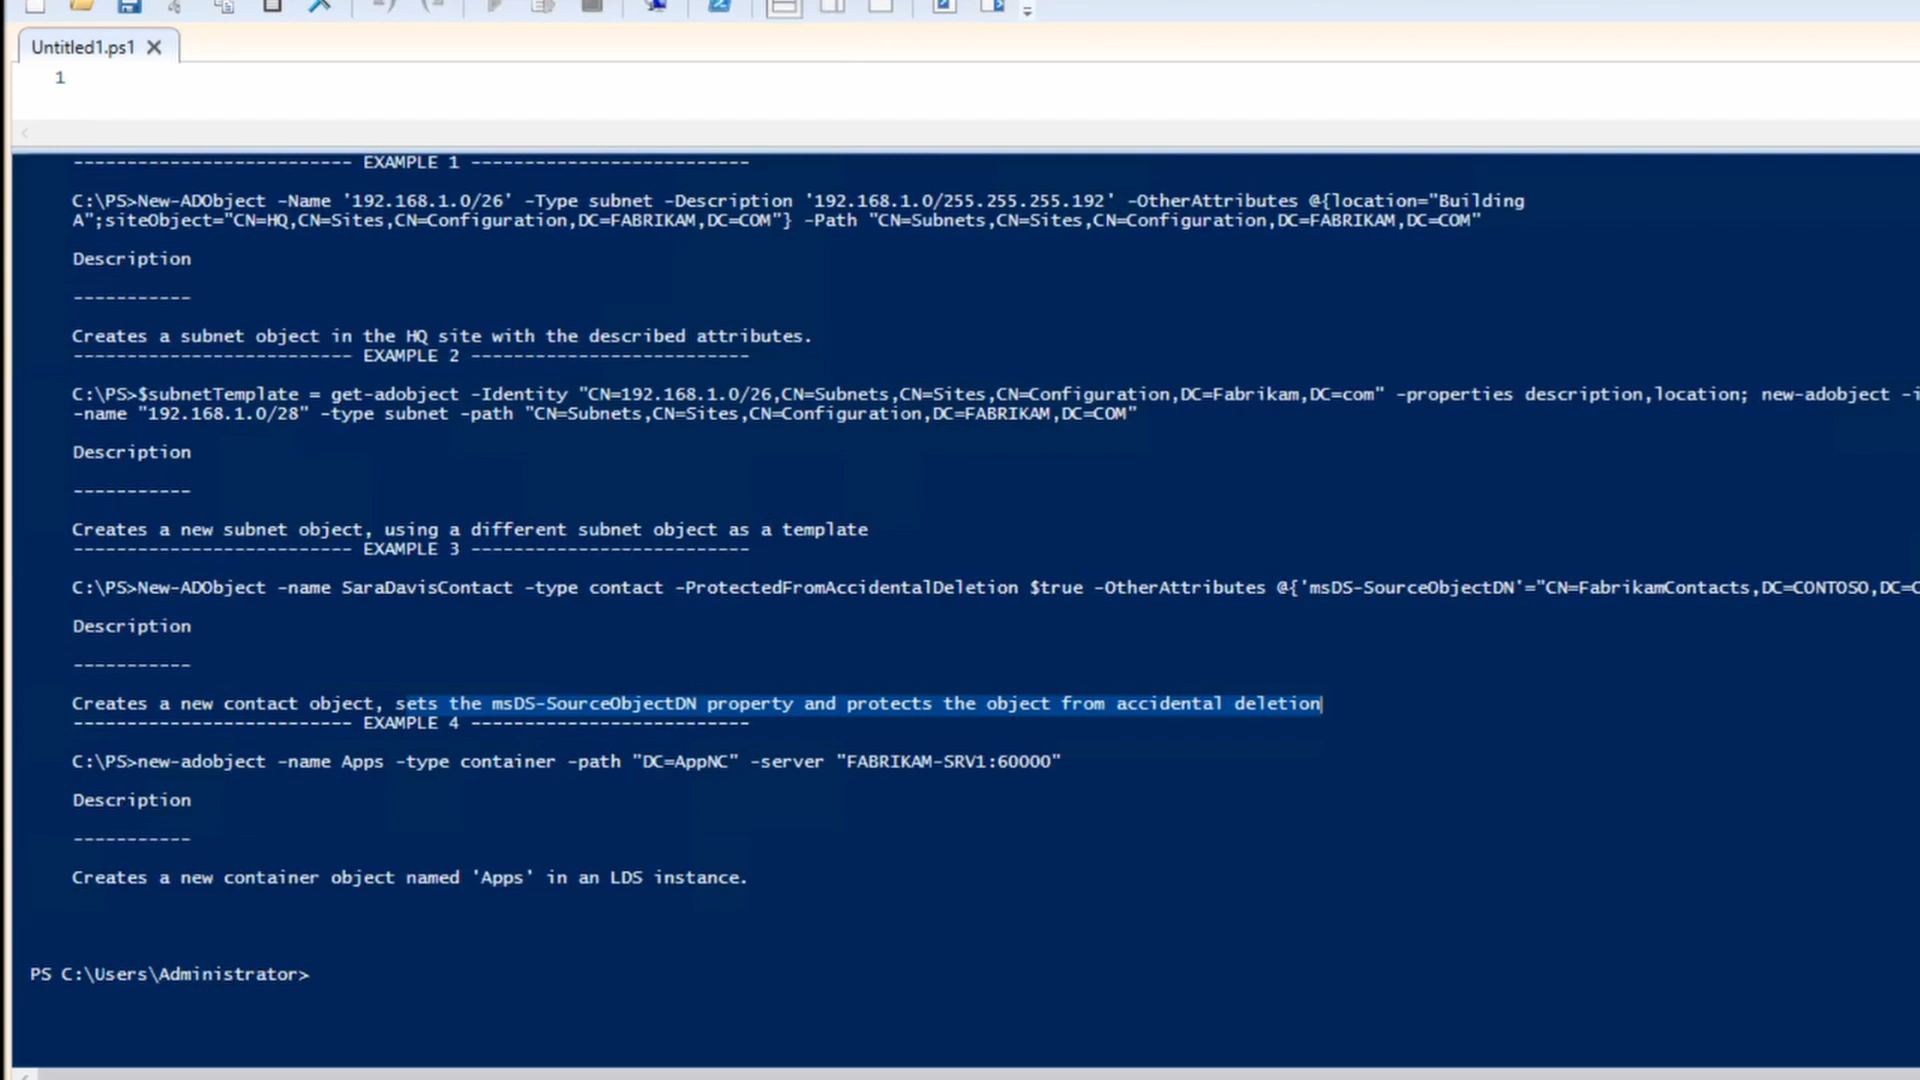 Untitled1.ps1
1
-------------------------- EXAMPLE 1 --------------------------
C:\PS>New-ADObject -Name '192.168.1.0/26' -Type subnet -Description '192.168.1.0/255.255.255.192' -OtherAttributes @{location="Building
A";siteObject="CN=HQ,CN=Sites,CN=Configuration,DC=FABRIKAM,DC=COM"} -Path "CN=Subnets,CN=Sites,CN=Configuration,DC=FABRIKAM,DC=COM"
Description
-----------
Creates a subnet object in the HQ site with the described attributes.
-------------------------- EXAMPLE 2 --------------------------
C:\PS>$subnetTemplate = get-adobject -Identity "CN=192.168.1.0/26,CN=Subnets,CN=Sites,CN=Configuration,DC=Fabrikam,DC=com" -properties description,location; new-adobject -i
-name "192.168.1.0/28" -type subnet -path "CN=Subnets,CN=Sites,CN=Configuration,DC=FABRIKAM,DC=COM"
Description
-----------
Creates a new subnet object, using a different subnet object as a template
-------------------------- EXAMPLE 3 --------------------------
C:\PS>New-ADObject -name SaraDavisContact -type contact -ProtectedFromAccidentalDeletion $true -OtherAttributes @{'msDS-SourceObjectDN'="CN=FabrikamContacts,DC=CONTOSO,DC=C
Description
-----------
Creates a new contact object, sets the msDS-SourceObjectDN property and protects the object from accidental deletion
-------------------------- EXAMPLE 4 --------------------------
C:\PS>new-adobject -name Apps -type container -path "DC=AppNC" -server "FABRIKAM-SRV1:60000"
Description
-----------
Creates a new container object named 'Apps' in an LDS instance.
PS C:\Users\Administrator>